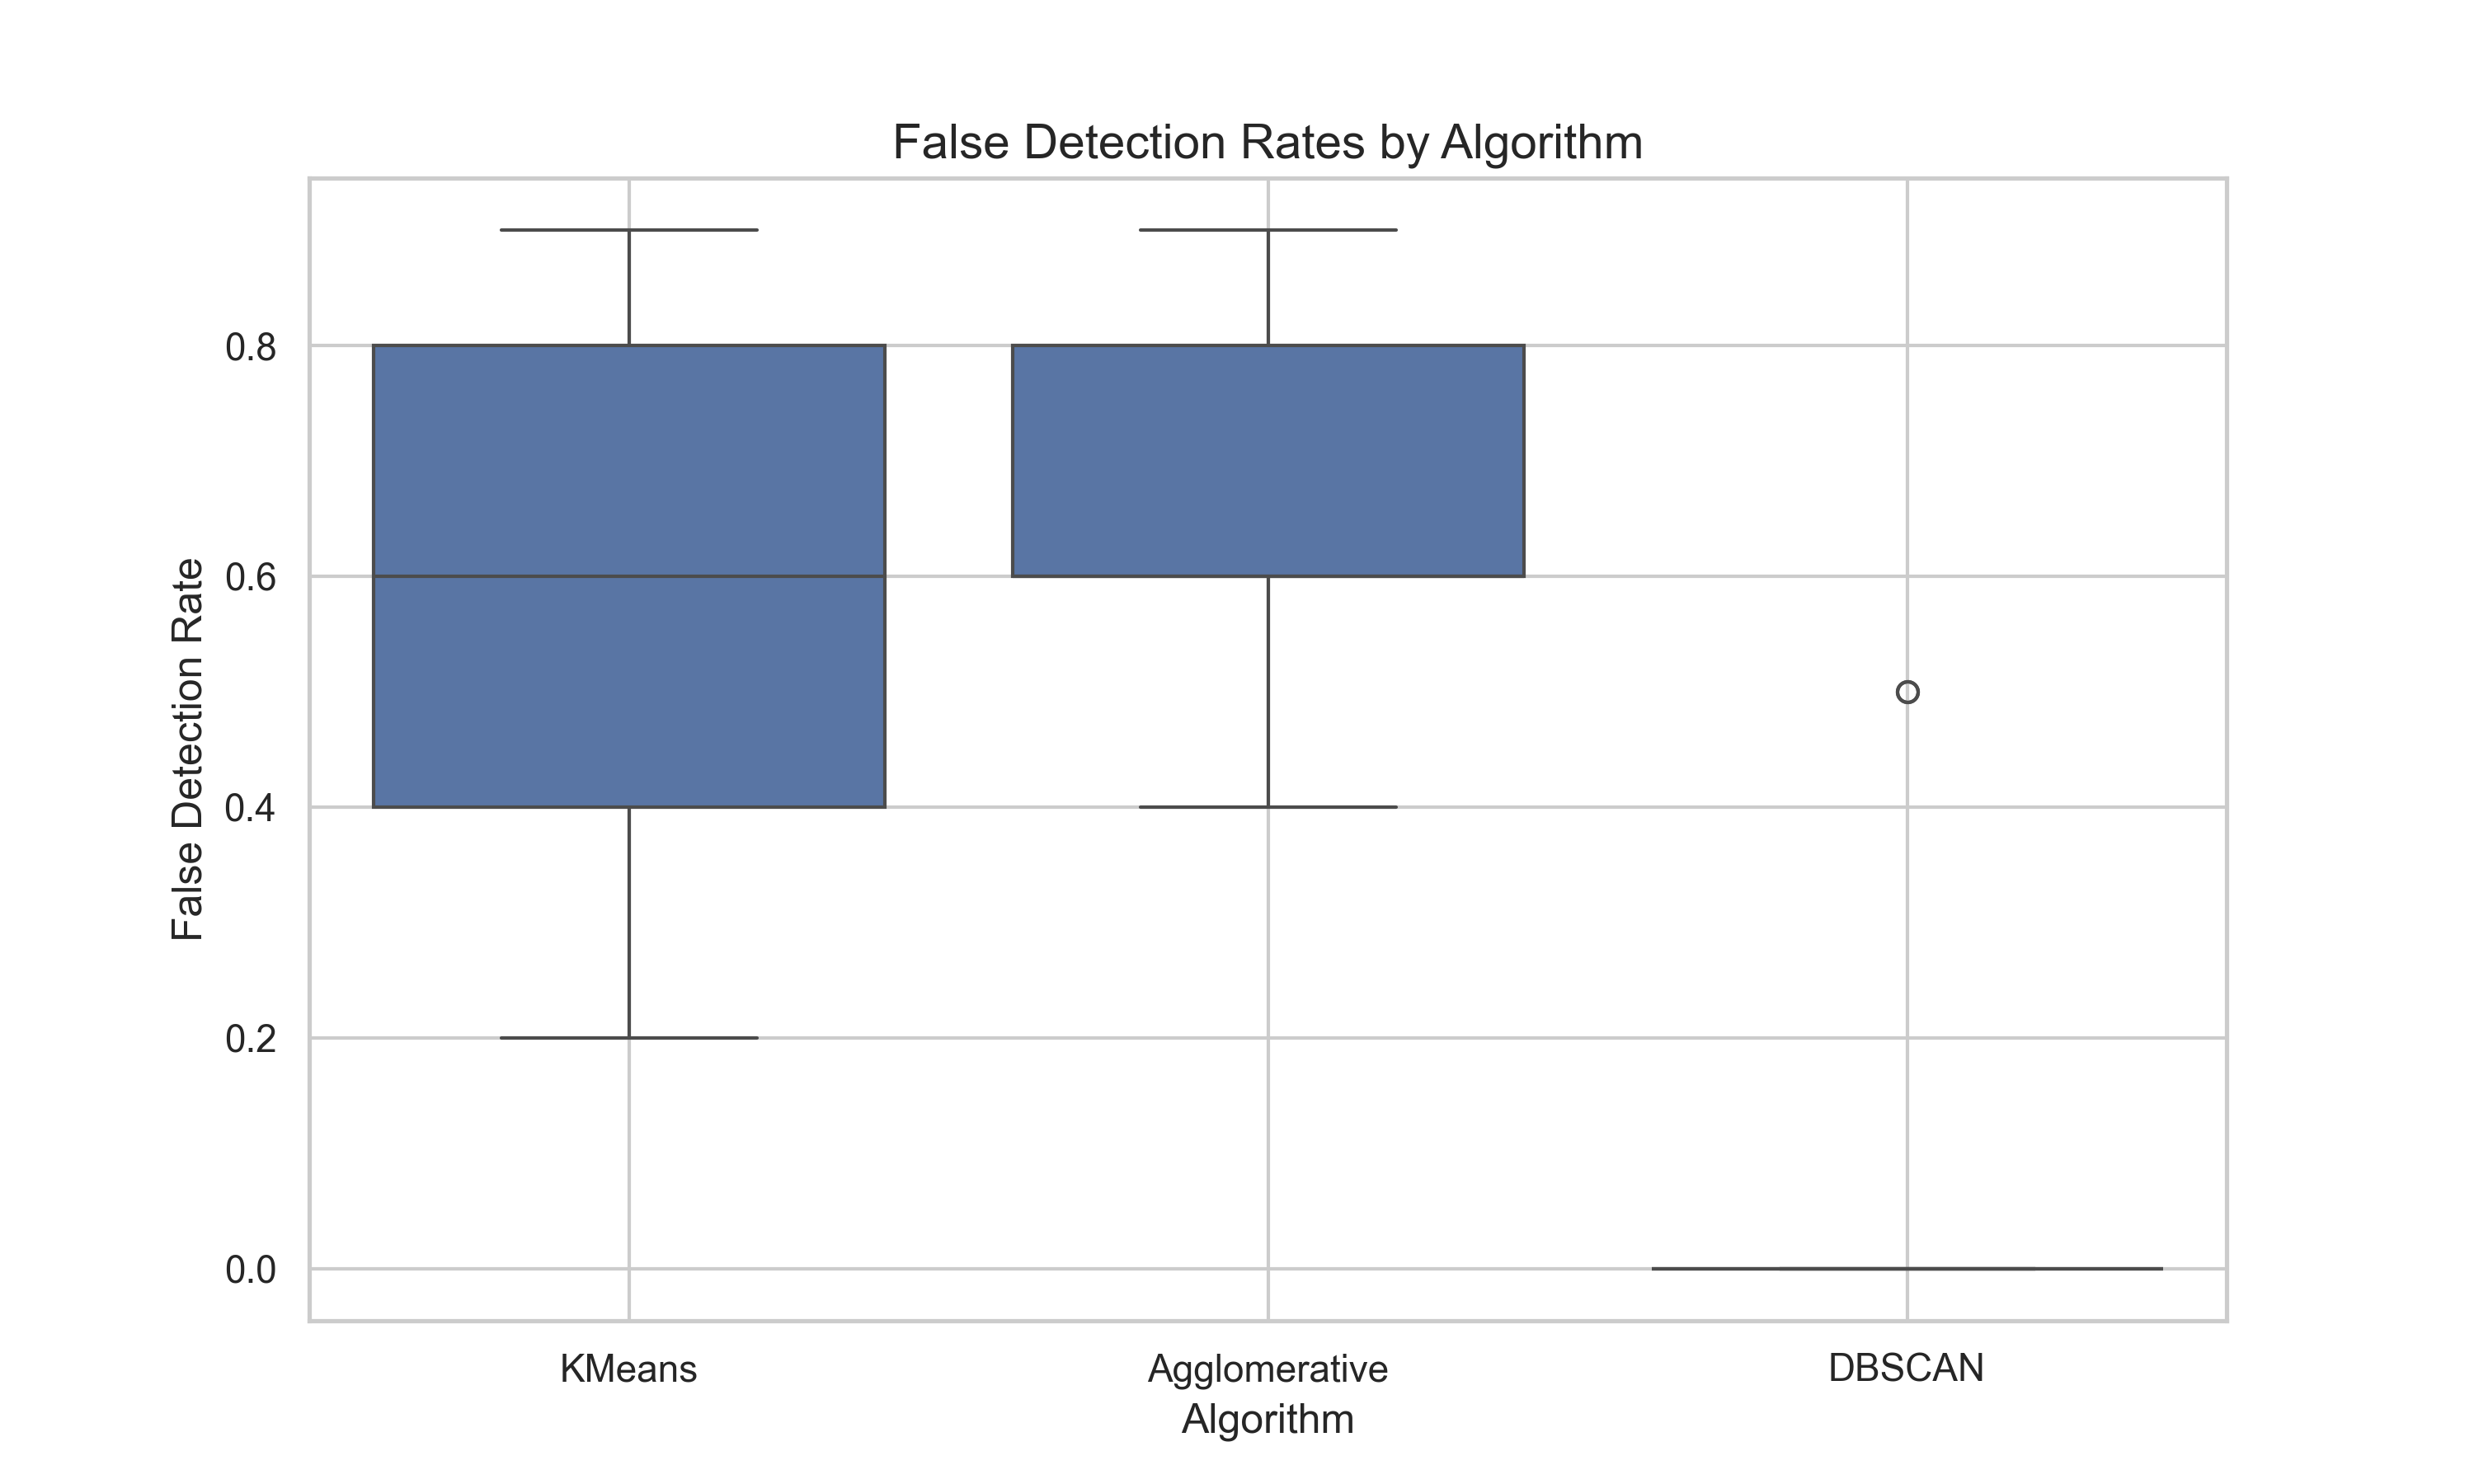 False Detection Rates by Algorithm
False Detection Rate
0.8
0.6
0.4
0.2
0.0
KMeans
Agglomerative
DBSCAN
Algorithm